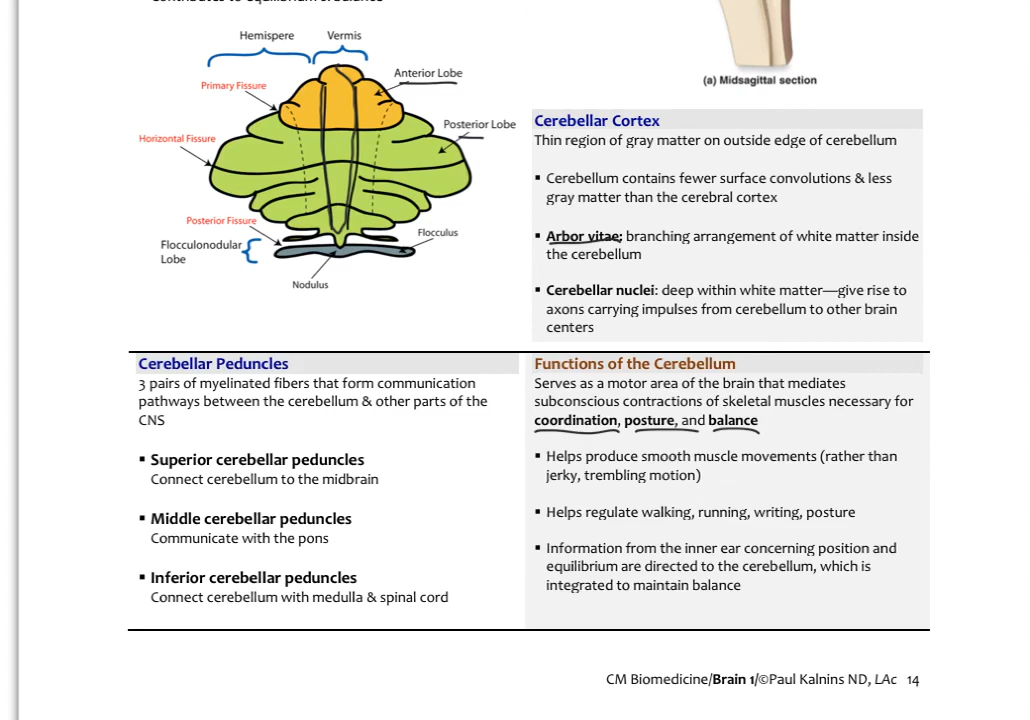 Hemispere
Vermis
Anterior Lobe
Primary Fissure
Posterior Lobe
Horizontal Fissure
Posterior Fissure
Flocculus
Flocculonodular
Lobe
Nodulus
(a) Midsagittal section
Cerebellar Cortex
Thin region of gray matter on outside edge of cerebellum
▪ Cerebellum contains fewer surface convolutions & less
gray matter than the cerebral cortex
▪ Arbor vitae: branching arrangement of white matter inside
the cerebellum
▪ Cerebellar nuclei: deep within white matter—give rise to
axons carrying impulses from cerebellum to other brain
centers
Cerebellar Peduncles
3 pairs of myelinated fibers that form communication
pathways between the cerebellum & other parts of the
CNS
▪ Superior cerebellar peduncles
Connect cerebellum to the midbrain
▪ Middle cerebellar peduncles
Communicate with the pons
▪ Inferior cerebellar peduncles
Connect cerebellum with medulla & spinal cord
Functions of the Cerebellum
Serves as a motor area of the brain that mediates
subconscious contractions of skeletal muscles necessary for
coordination, posture, and balance
▪ Helps produce smooth muscle movements (rather than
jerky, trembling motion)
▪ Helps regulate walking, running, writing, posture
▪ Information from the inner ear concerning position and
equilibrium are directed to the cerebellum, which is
integrated to maintain balance
CM Biomedicine/Brain 1/©Paul Kalnins ND, LAc 14